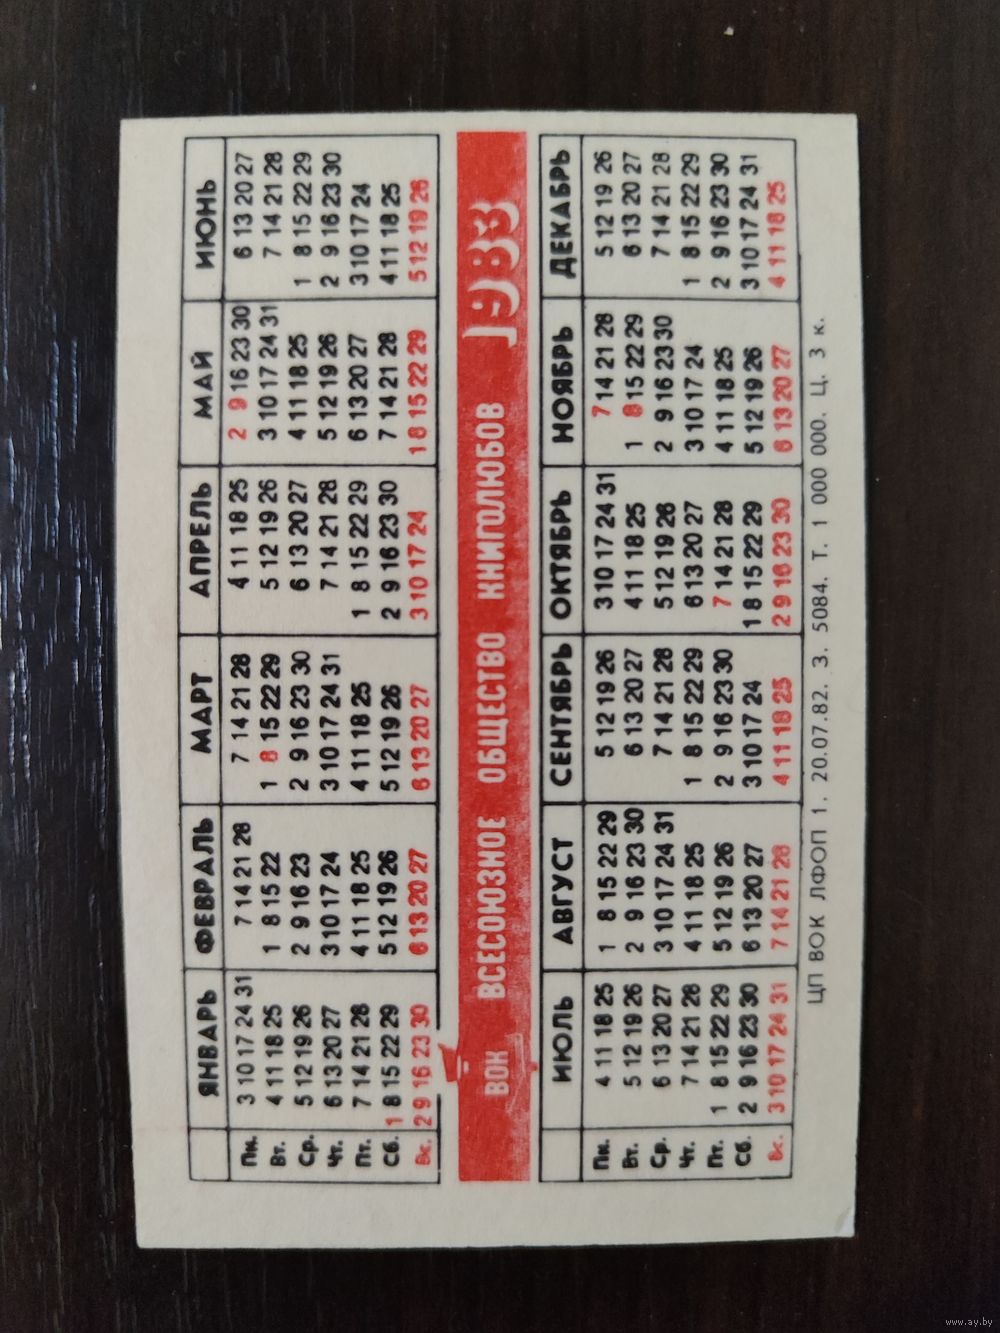 ЯНВАРЬ ФЕВРАЛЬ МАРТ АПРЕЛЬ МАЙ ИЮНЬ
Пн. 3 10 17 24 31 7 14 21 28 7 14 21 28 4 11 18 25 2 9 16 23 30 6 13 20 27
Вт. 4 11 18 25 1 8 15 22 1 8 15 22 29 5 12 19 26 3 10 17 24 31 7 14 21 28
Ср. 5 12 19 26 2 9 16 23 2 9 16 23 30 6 13 20 27 4 11 18 25 1 8 15 22 29
Чт. 6 13 20 27 3 10 17 24 3 10 17 24 31 7 14 21 28 5 12 19 26 2 9 16 23 30
Пт. 7 14 21 28 4 11 18 25 4 11 18 25 1 8 15 22 29 6 13 20 27 3 10 17 24
Сб. 1 8 15 22 29 5 12 19 26 5 12 19 26 2 9 16 23 30 7 14 21 28 4 11 18 25
Вс. 2 9 16 23 30 6 13 20 27 6 13 20 27 3 10 17 24 1 8 15 22 29 5 12 19 26
ВОК ВСЕСОЮЗНОЕ ОБЩЕСТВО КНИГОЛЮБОВ 1983
ИЮЛЬ АВГУСТ СЕНТЯБРЬ ОКТЯБРЬ НОЯБРЬ ДЕКАБРЬ
Пн. 4 11 18 25 1 8 15 22 29 5 12 19 26 3 10 17 24 31 7 14 21 28 5 12 19 26
Вт. 5 12 19 26 2 9 16 23 30 6 13 20 27 4 11 18 25 1 8 15 22 29 6 13 20 27
Ср. 6 13 20 27 3 10 17 24 31 7 14 21 28 5 12 19 26 2 9 16 23 30 7 14 21 28
Чт. 7 14 21 28 4 11 18 25 1 8 15 22 29 6 13 20 27 3 10 17 24 1 8 15 22 29
Пт. 1 8 15 22 29 5 12 19 26 2 9 16 23 30 7 14 21 28 4 11 18 25 2 9 16 23 30
Сб. 2 9 16 23 30 6 13 20 27 3 10 17 24 1 8 15 22 29 5 12 19 26 3 10 17 24 31
Вс. 3 10 17 24 31 7 14 21 28 4 11 18 25 2 9 16 23 30 6 13 20 27 4 11 18 25
ЦП ВОК ЛФОП 1. 20.07.82. З. 5084. Т. 1 000 000. Ц. 3 к.
www.ay.by